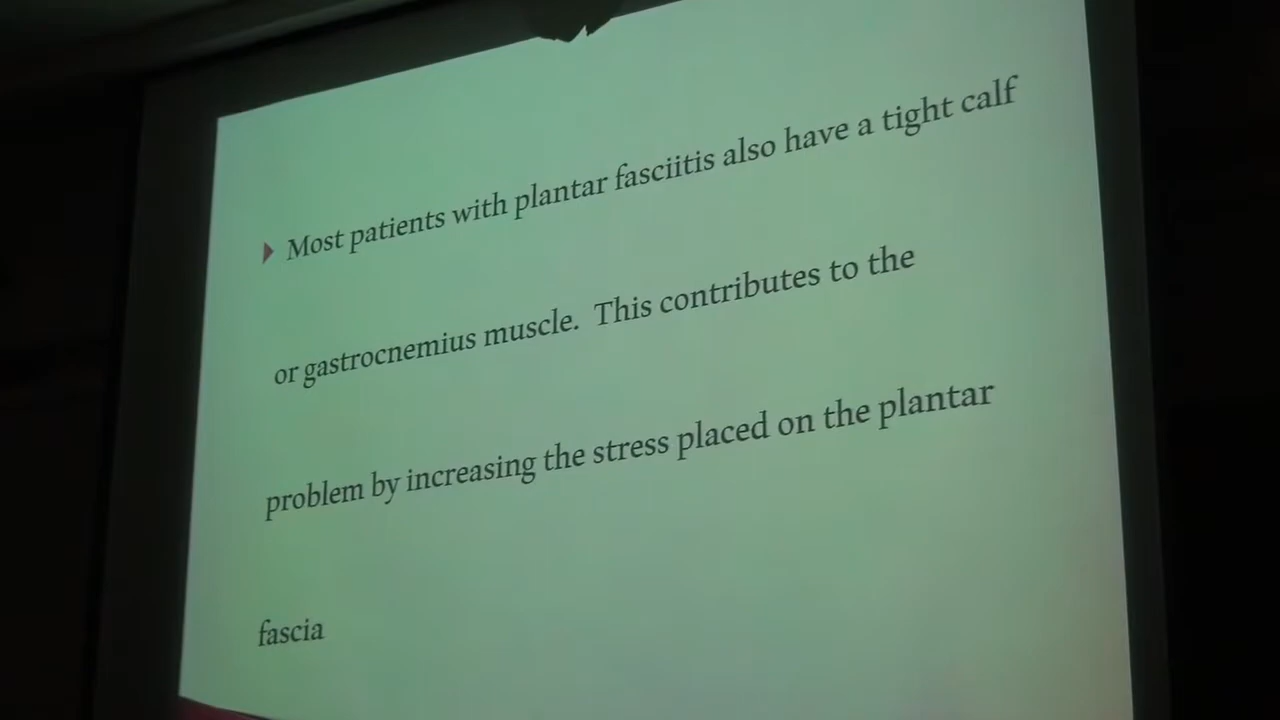 Most patients with plantar fasciitis also have a tight calf
or gastrocnemius muscle. This contributes to the
problem by increasing the stress placed on the plantar
fascia